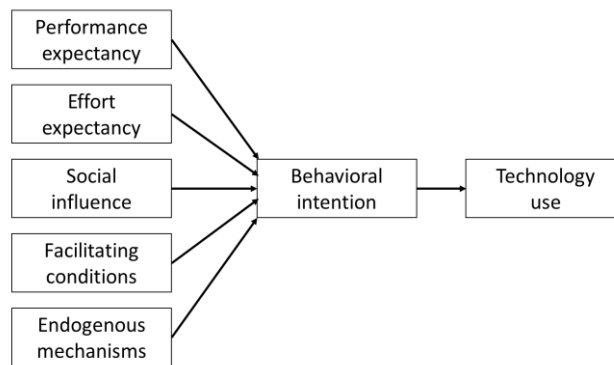 Performance
expectancy
Effort
expectancy
Social
influence
Behavioral
intention
Technology
use
Facilitating
conditions
Endogenous
mechanisms